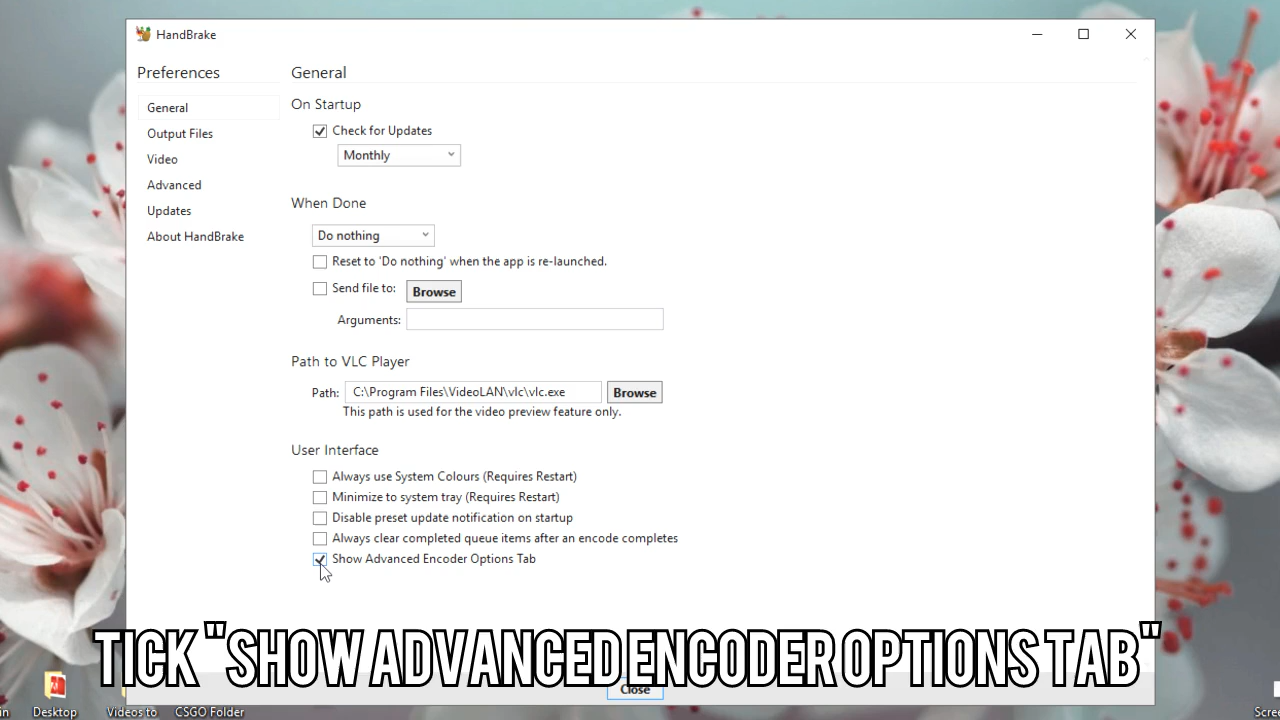 HandBrake
Preferences
General
Output Files
Video
Advanced
Updates
About HandBrake
General
On Startup
Check for Updates
Monthly
When Done
Do nothing
Reset to 'Do nothing' when the app is re-launched.
Send file to:
Browse
Arguments:
Path to VLC Player
Path:
C:\Program Files\VideoLAN\vlc\vlc.exe
Browse
This path is used for the video preview feature only.
User Interface
Always use System Colours (Requires Restart)
Minimize to system tray (Requires Restart)
Disable preset update notification on startup
Always clear completed queue items after an encode completes
Show Advanced Encoder Options Tab
TICK "SHOW ADVANCED ENCODER OPTIONS TAB"
Close
Desktop
Videos to
CSGO Folder